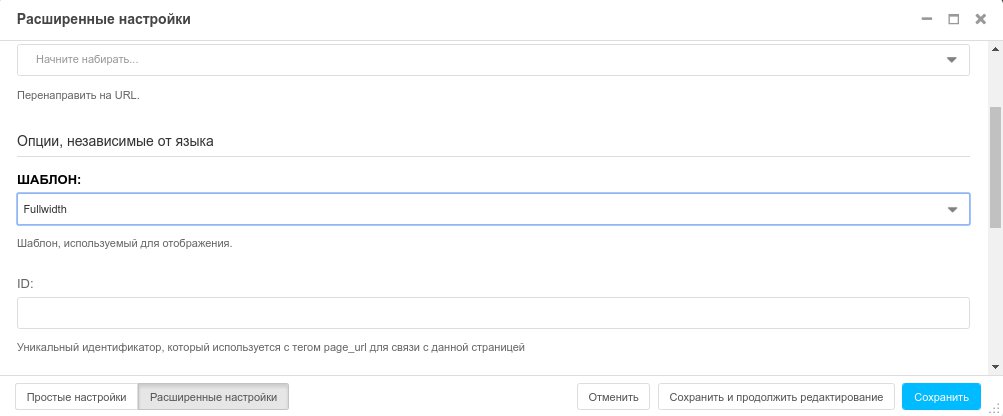 Расширенные настройки
Начните набирать...
Перенаправить на URL.
Опции, независимые от языка
ШАБЛОН:
Fullwidth
Шаблон, используемый для отображения.
ID:
Уникальный идентификатор, который используется с тегом page_url для связи с данной страницей
Простые настройки Расширенные настройки Отменить Сохранить и продолжить редактирование Сохранить